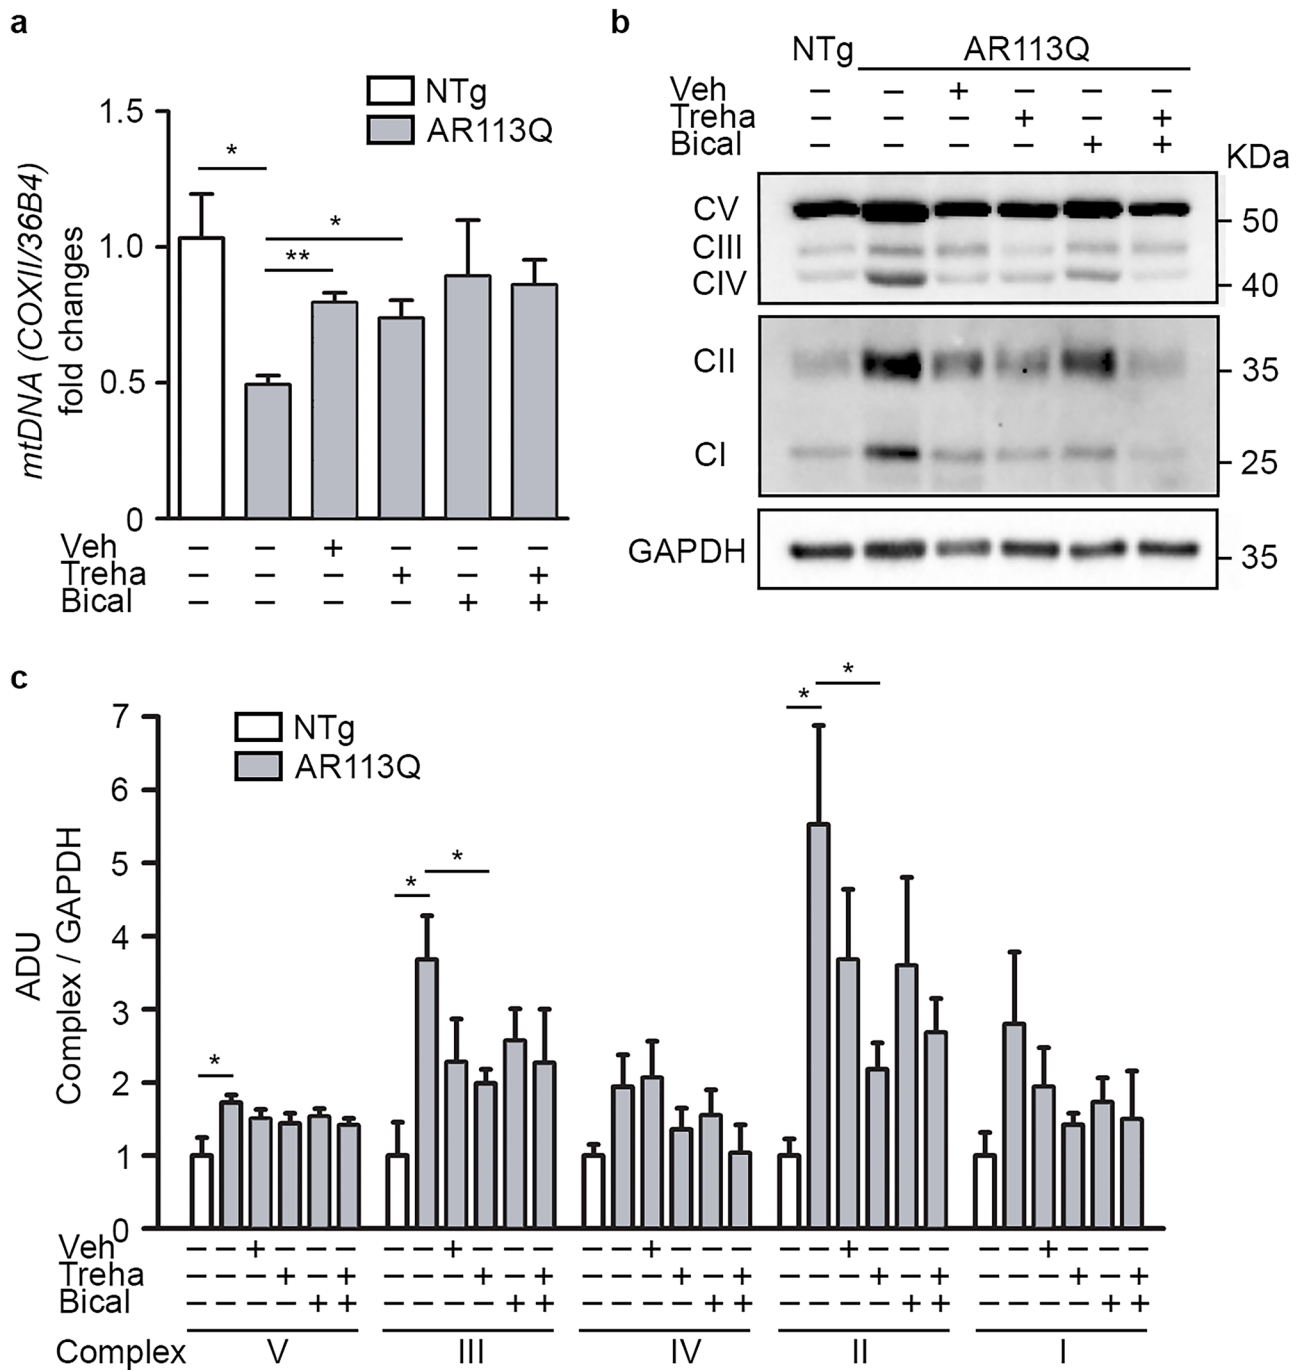 a
mtDNA (COXII/36B4)
fold changes
1.5
1.0
0.5
0
NTg
AR113Q
*
*
**
Veh − − + − − −
Treha − − − + − +
Bical − − − − + +
b
NTg AR113Q
Veh − − + − − −
Treha − − − + − +
Bical − − − − + +
KDa
CV
CIII
CIV
50
40
CII
CI
35
25
GAPDH
35
c
ADU
Complex / GAPDH
7
6
5
4
3
2
1
0
NTg
AR113Q
*
*
*
*
*
Veh − − + − − − − − + − − − − − + − − − − − + − − − − − + − − −
Treha − − − + − + − − − + − + − − − + − + − − − + − + − − − + − +
Bical − − − − + + − − − − + + − − − − + + − − − − + + − − − − + +
Complex V III IV II I